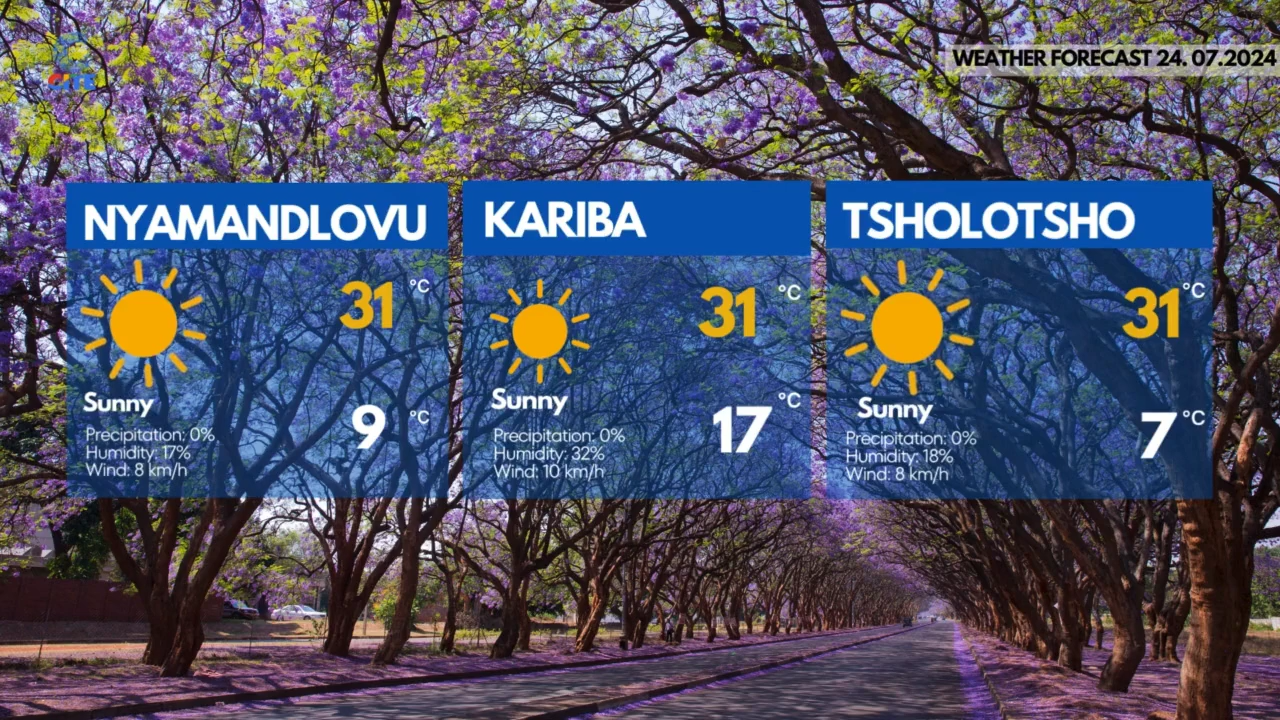 CITE
WEATHER FORECAST 24. 07.2024
NYAMANDLOVU
31 °C
Sunny
9 °C
Precipitation: 0%
Humidity: 17%
Wind: 8 km/h
KARIBA
31 °C
Sunny
17 °C
Precipitation: 0%
Humidity: 32%
Wind: 10 km/h
TSHOLOTSHO
31 °C
Sunny
7 °C
Precipitation: 0%
Humidity: 18%
Wind: 8 km/h